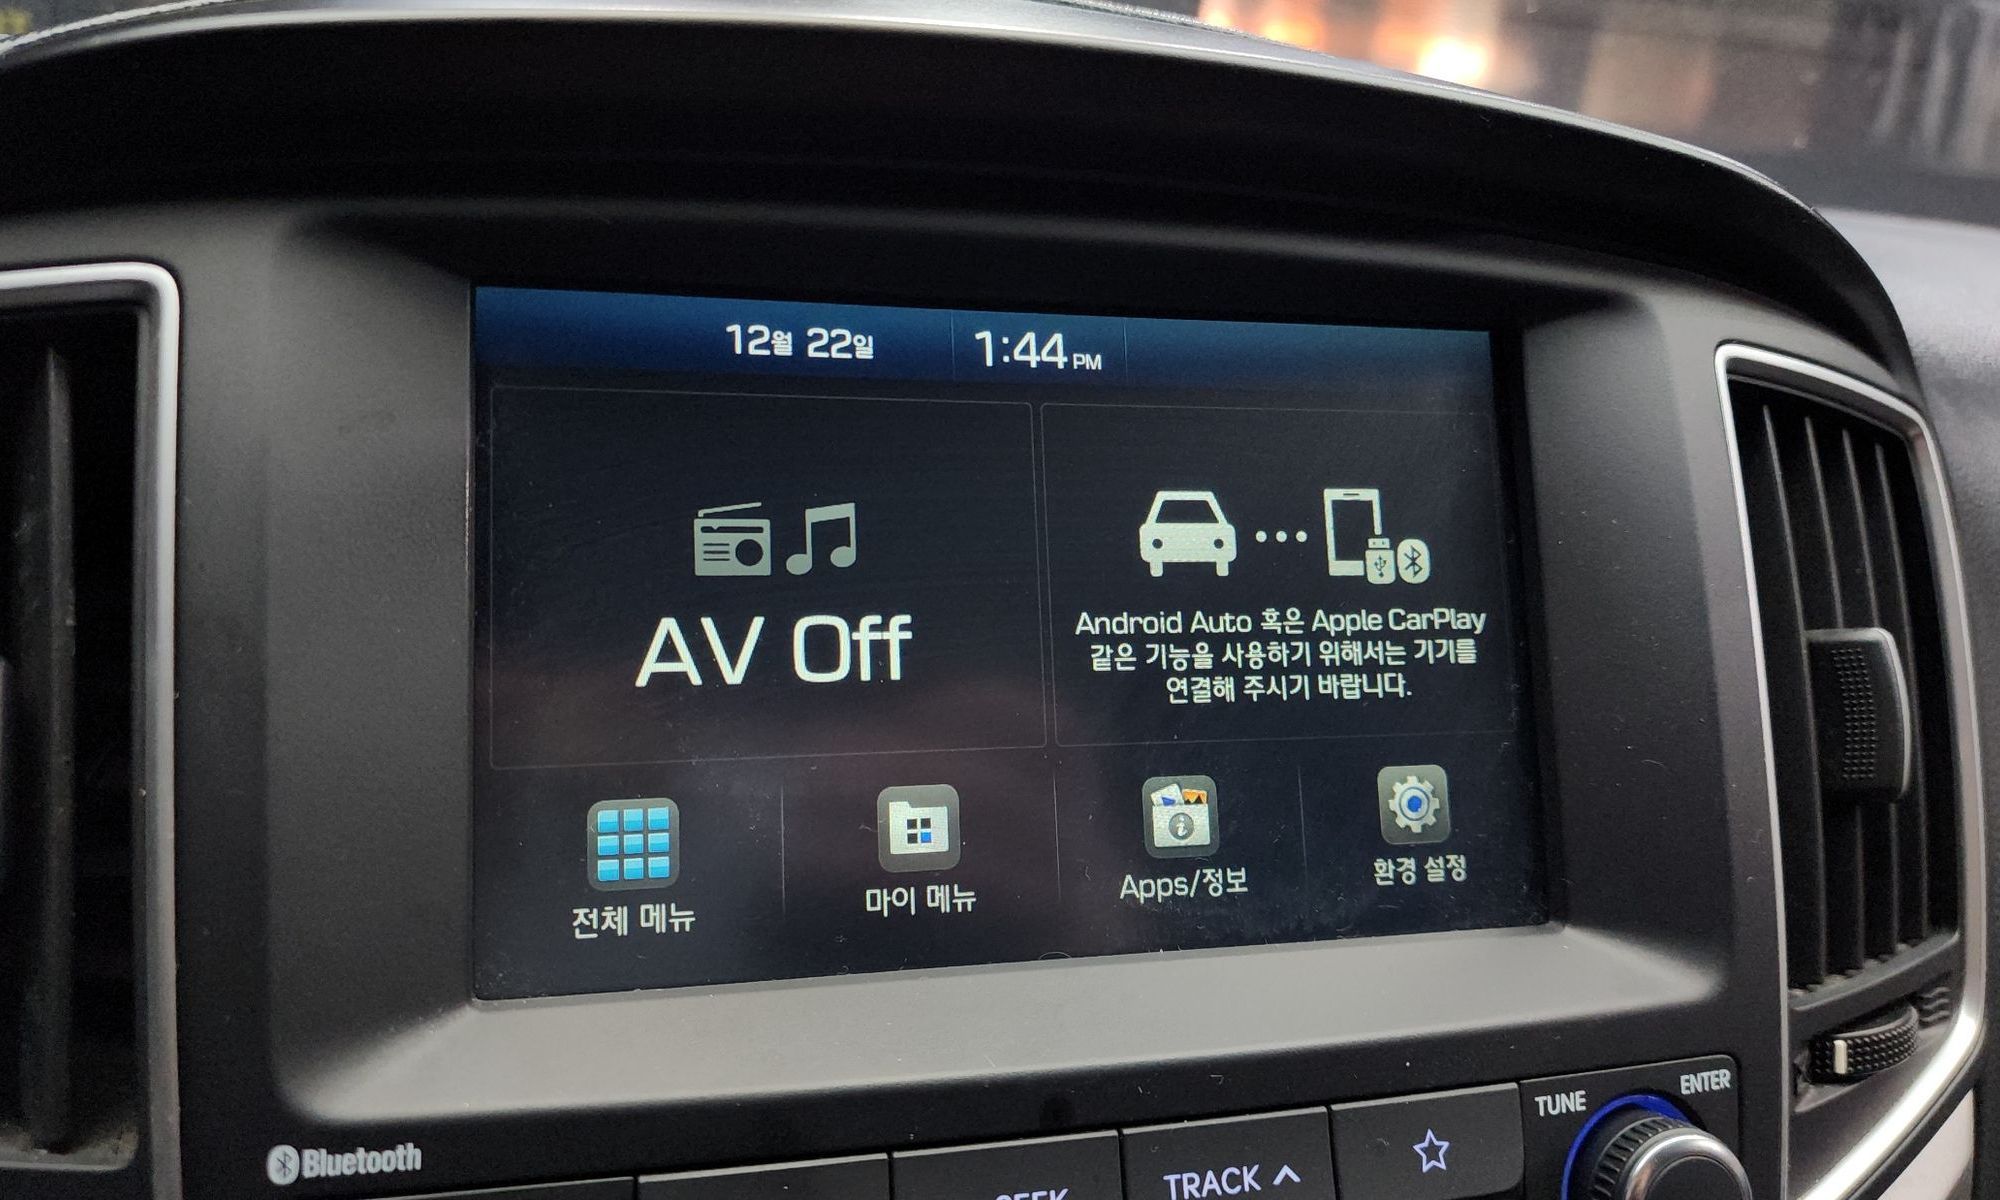 12월 22일 1:44 PM
AV Off
Android Auto 혹은 Apple CarPlay
같은 기능을 사용하기 위해서는 기기를
연결해 주시기 바랍니다.
전체 메뉴
마이 메뉴
Apps/정보
환경 설정
Bluetooth
SEEK
TRACK
TUNE
ENTER